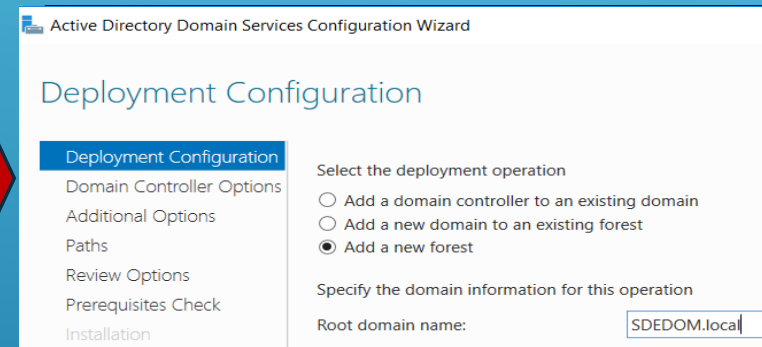 Active Directory Domain Services Configuration Wizard
Deployment Configuration
Deployment Configuration
Domain Controller Options
Additional Options
Paths
Review Options
Prerequisites Check
Installation
Select the deployment operation
Add a domain controller to an existing domain
Add a new domain to an existing forest
Add a new forest
Specify the domain information for this operation
Root domain name: SDEDOM.local